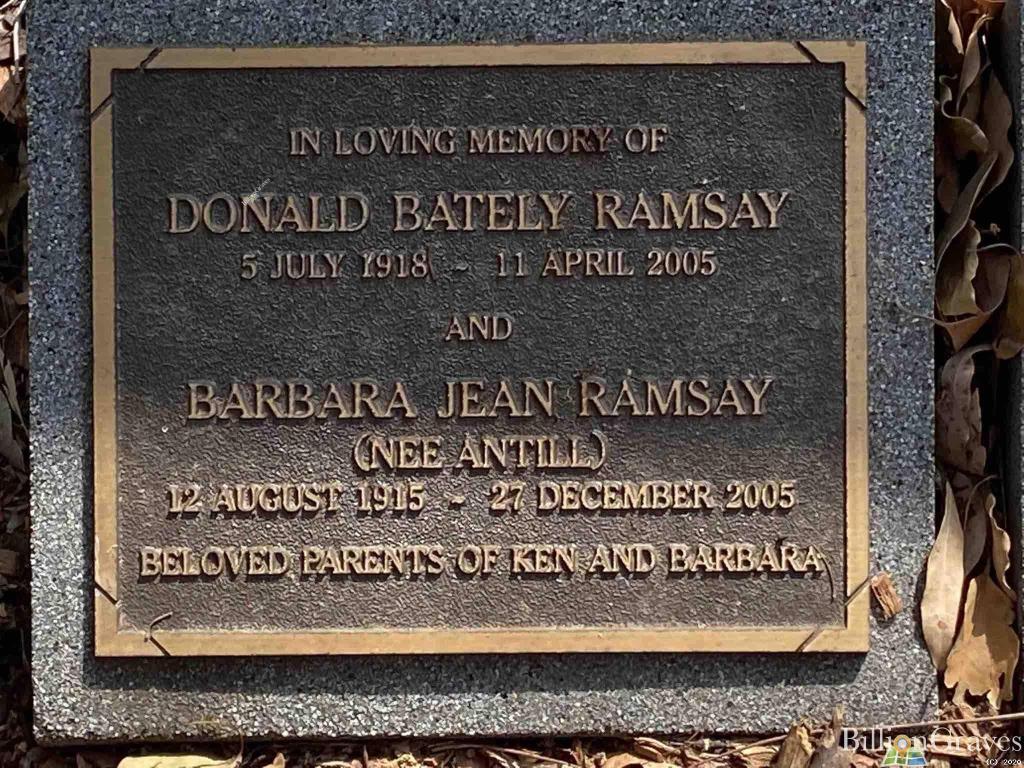 IN LOVING MEMORY OF
DONALD BATELY RAMSAY
5 JULY 1918 - 11 APRIL 2005
AND
BARBARA JEAN RAMSAY
(NEE ANTILL)
12 AUGUST 1915 - 27 DECEMBER 2005
BELOVED PARENTS OF KEN AND BARBARA
BillionGraves
(C) 2020